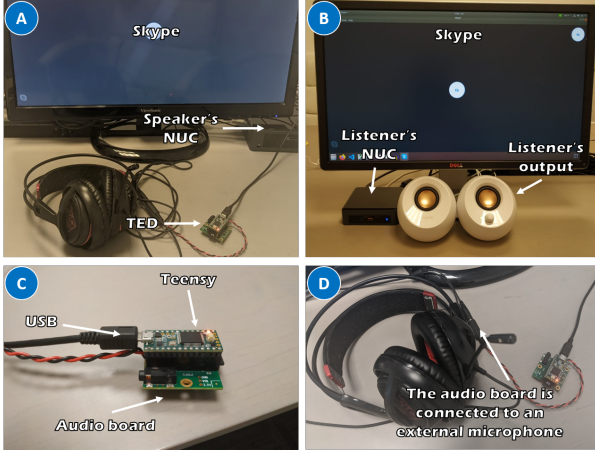 A
Skype
Speaker's
NUC
TED
B
Skype
Listener's
NUC
Listener's
output
DELL
C
Teensy
USB
Audio board
D
The audio board is
connected to an
external microphone